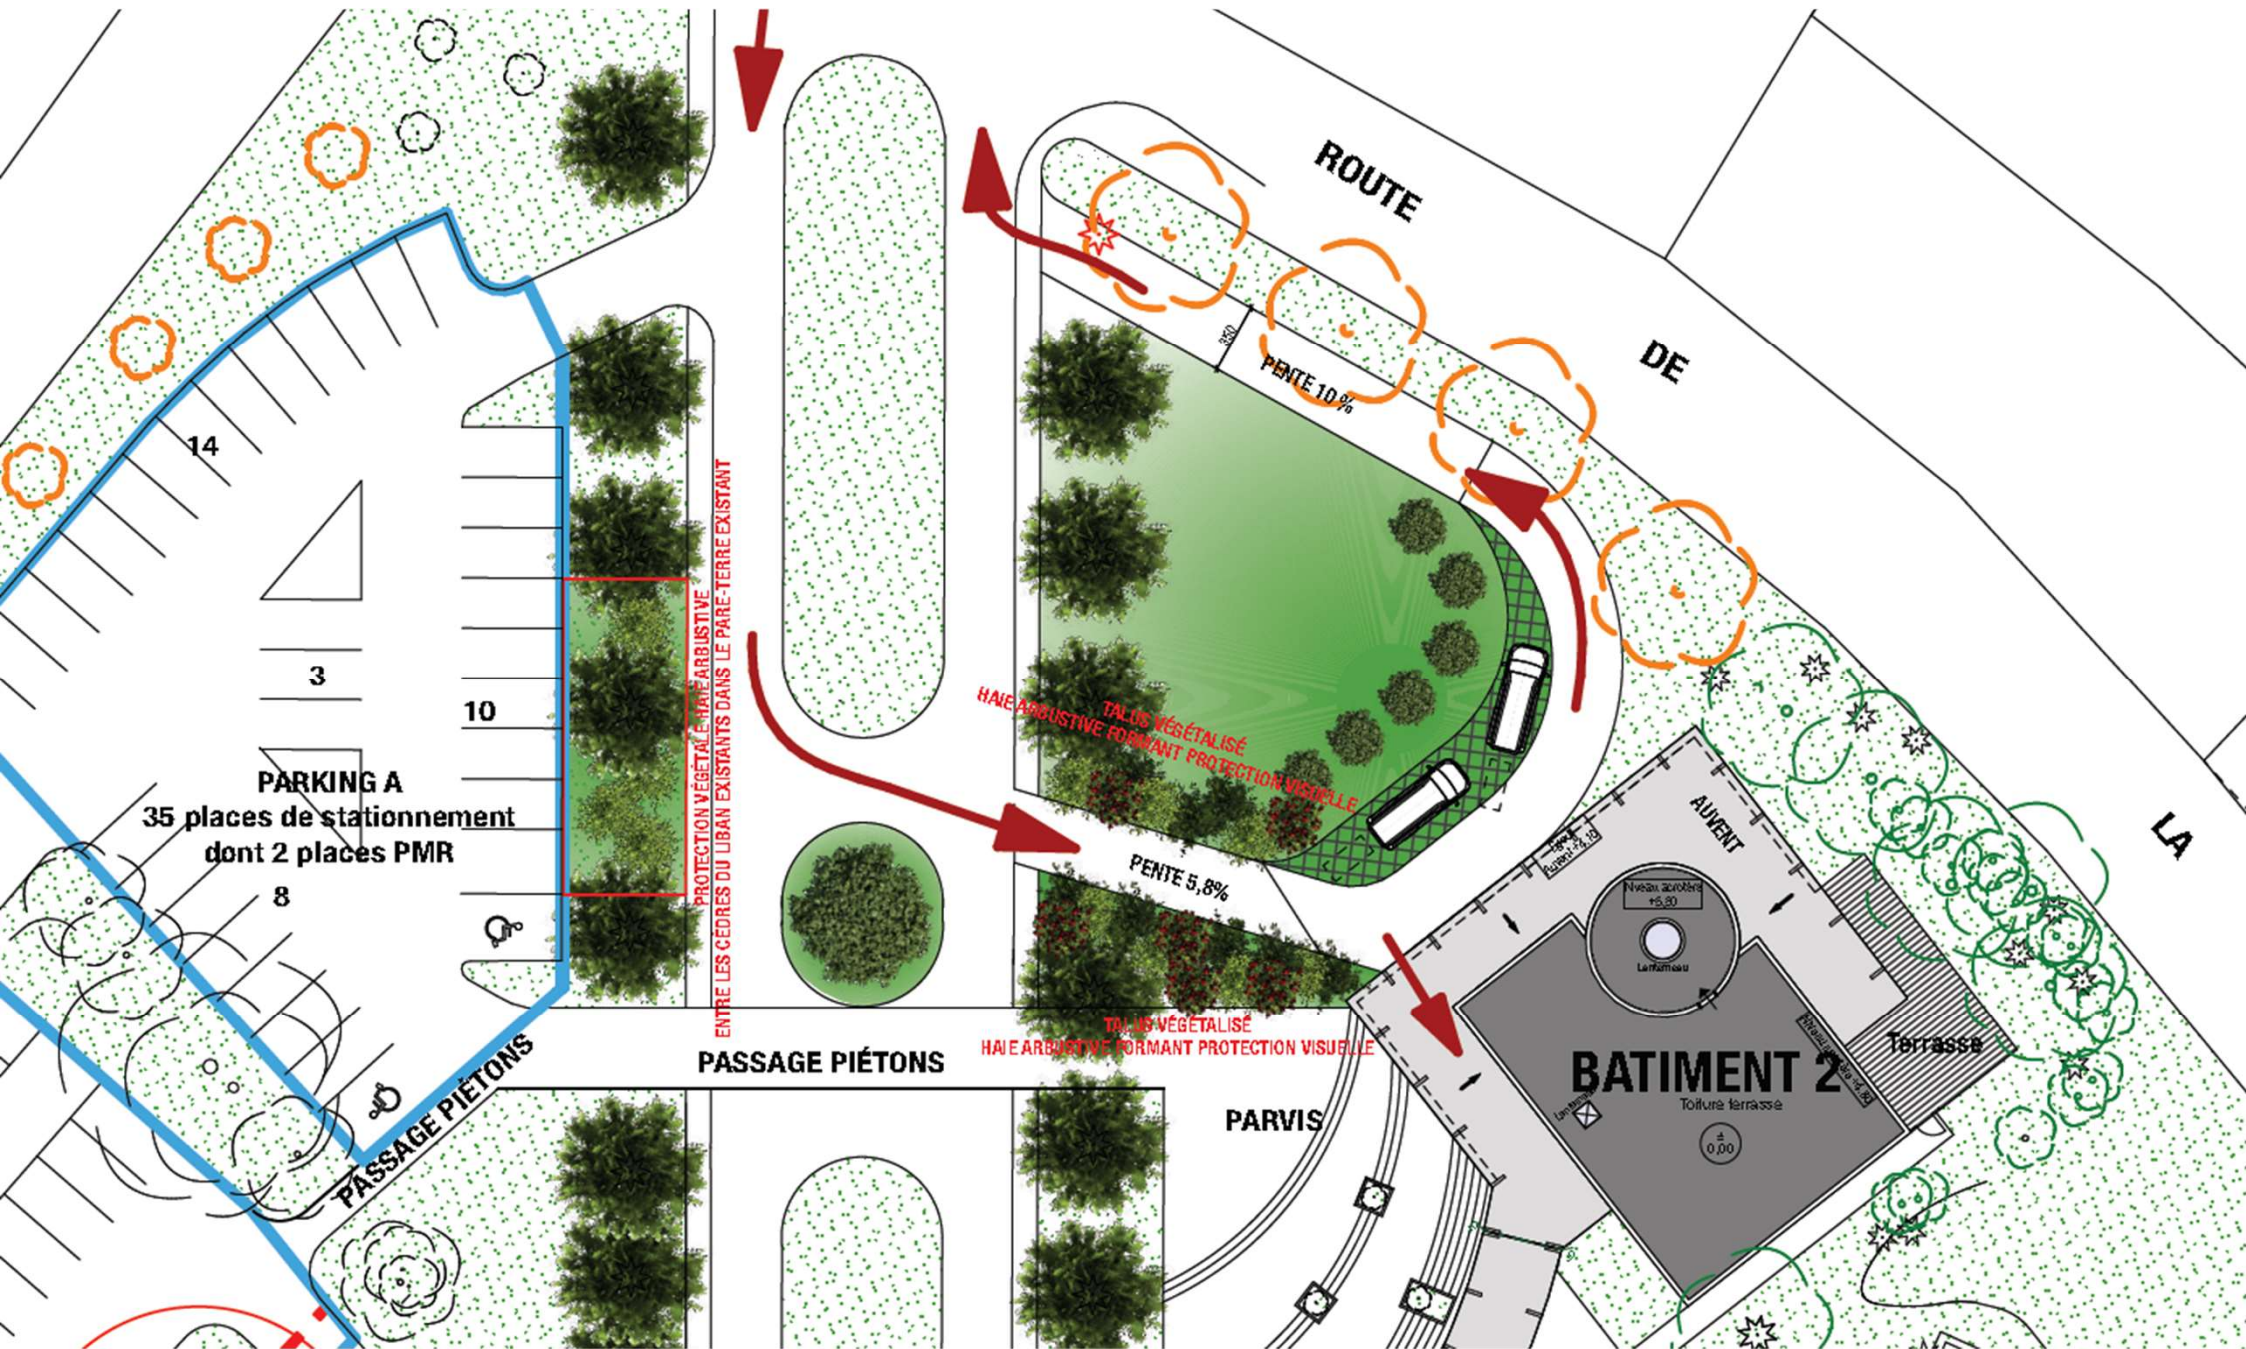 ROUTE
DE
LA
350
PENTE 10%
14
3
10
PARKING A
35 places de stationnement
dont 2 places PMR
8
PROTECTION VÉGÉTALE HAIE ARBUSTIVE
ENTRE LES CÈDRES DU LIBAN EXISTANTS DANS LE PARE-TERRE EXISTANT
TALUS VÉGÉTALISÉ
HAIE ARBUSTIVE FORMANT PROTECTION VISUELLE
PENTE 5,8%
AUVENT
Niveau acrotère
+5,80
Lanterneau
Terrasse
TALUS VÉGÉTALISÉ
HAIE ARBUSTIVE FORMANT PROTECTION VISUELLE
PASSAGE PIÉTONS
PASSAGE PIÉTONS
PARVIS
BATIMENT 2
Toiture terrasse
±
0,00